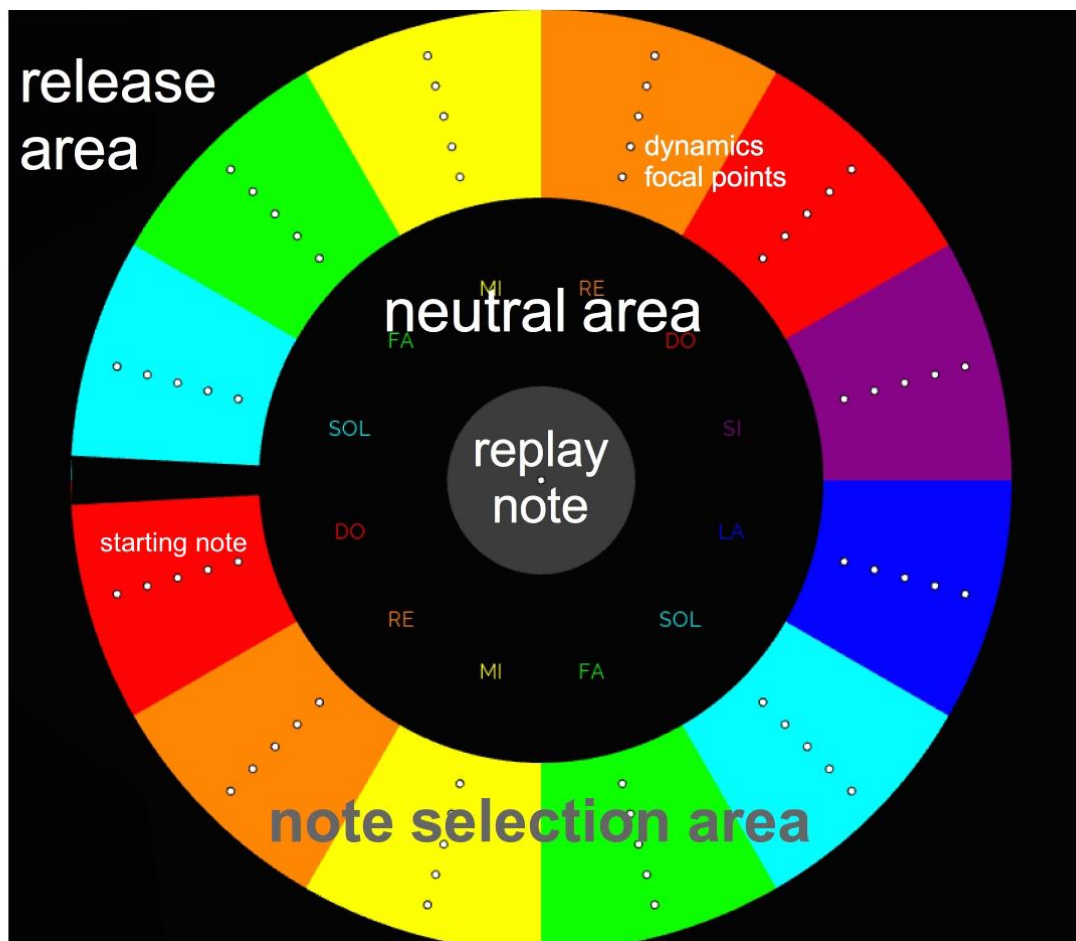 release
area
dynamics
focal points
MI
RE
neutral area
FA
DO
SOL
SI
replay
note
starting note
DO
LA
RE
SOL
MI
FA
note selection area